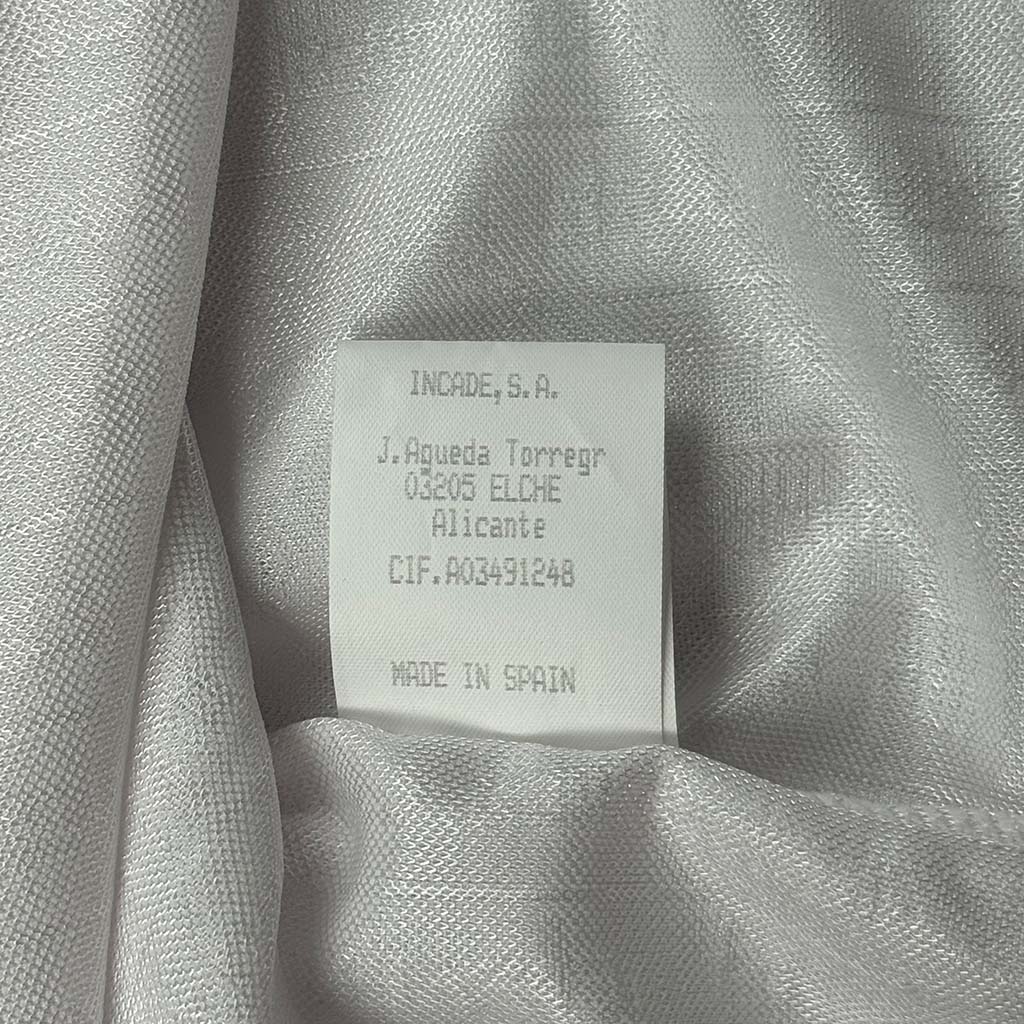 INCADE,S.A.
J.Agueda Torregr
03205 ELCHE
Alicante
CIF.A03491248
MADE IN SPAIN